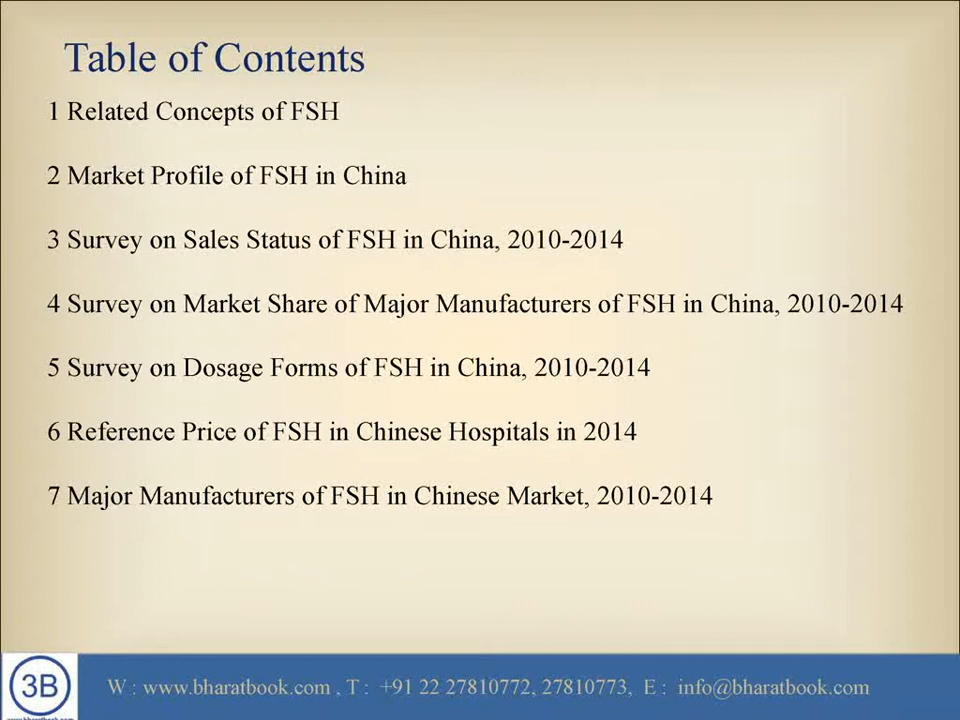 Table of Contents
1 Related Concepts of FSH
2 Market Profile of FSH in China
3 Survey on Sales Status of FSH in China, 2010-2014
4 Survey on Market Share of Major Manufacturers of FSH in China, 2010-2014
5 Survey on Dosage Forms of FSH in China, 2010-2014
6 Reference Price of FSH in Chinese Hospitals in 2014
7 Major Manufacturers of FSH in Chinese Market, 2010-2014
3B
www.bharatbook.com
W : www.bharatbook.com , T : +91 22 27810772, 27810773, E : info@bharatbook.com